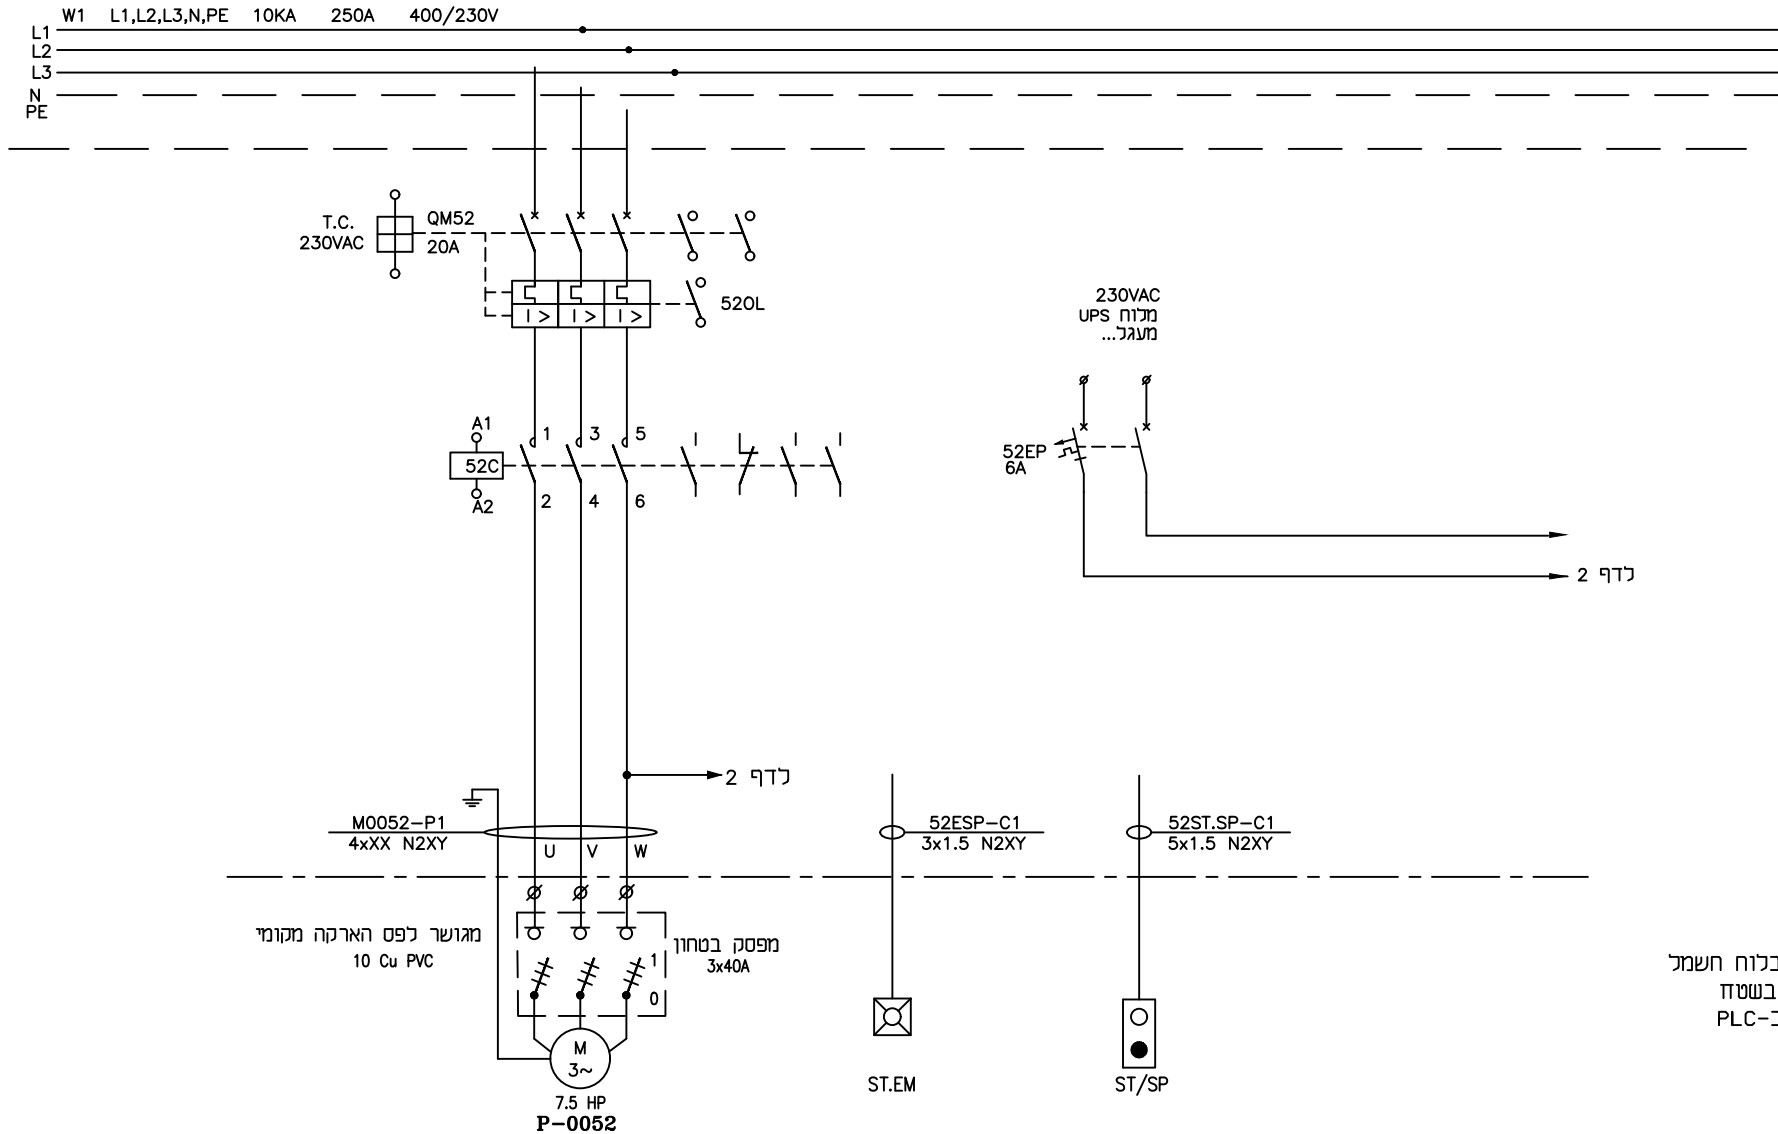 W1 L1,L2,L3,N,PE 10KA 250A 400/230V
L1
L2
L3
N
PE
T.C.
230VAC
QM52
20A
52OL
230VAC
מלוח UPS
מעגל...
A1
52C
A2
1
3
5
2
4
6
52EP
6A
לדף 2
לדף 2
M0052-P1
4xXX N2XY
U
V
W
52ESP-C1
3x1.5 N2XY
52ST.SP-C1
5x1.5 N2XY
מגושר לפס הארקה מקומי
10 Cu PVC
מפסק בטחון
3x40A
1
0
M
3~
7.5 HP
P-0052
ST.EM
ST/SP
בלוח חשמל
בשטח
ב-PLC